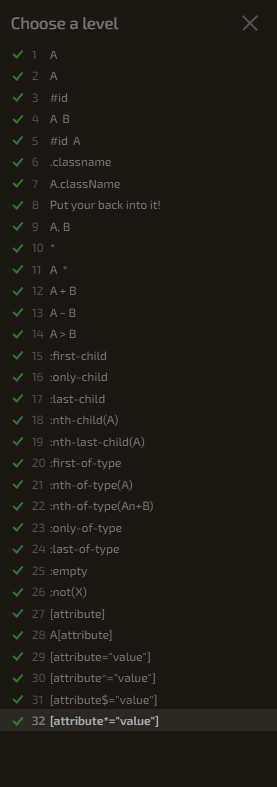 Choose a level
1 A
2 A
3 #id
4 A B
5 #id A
6 .classname
7 A.className
8 Put your back into it!
9 A, B
10 *
11 A *
12 A + B
13 A ~ B
14 A > B
15 :first-child
16 :only-child
17 :last-child
18 :nth-child(A)
19 :nth-last-child(A)
20 :first-of-type
21 :nth-of-type(A)
22 :nth-of-type(An+B)
23 :only-of-type
24 :last-of-type
25 :empty
26 :not(X)
27 [attribute]
28 A[attribute]
29 [attribute="value"]
30 [attribute^="value"]
31 [attribute$="value"]
32 [attribute*="value"]